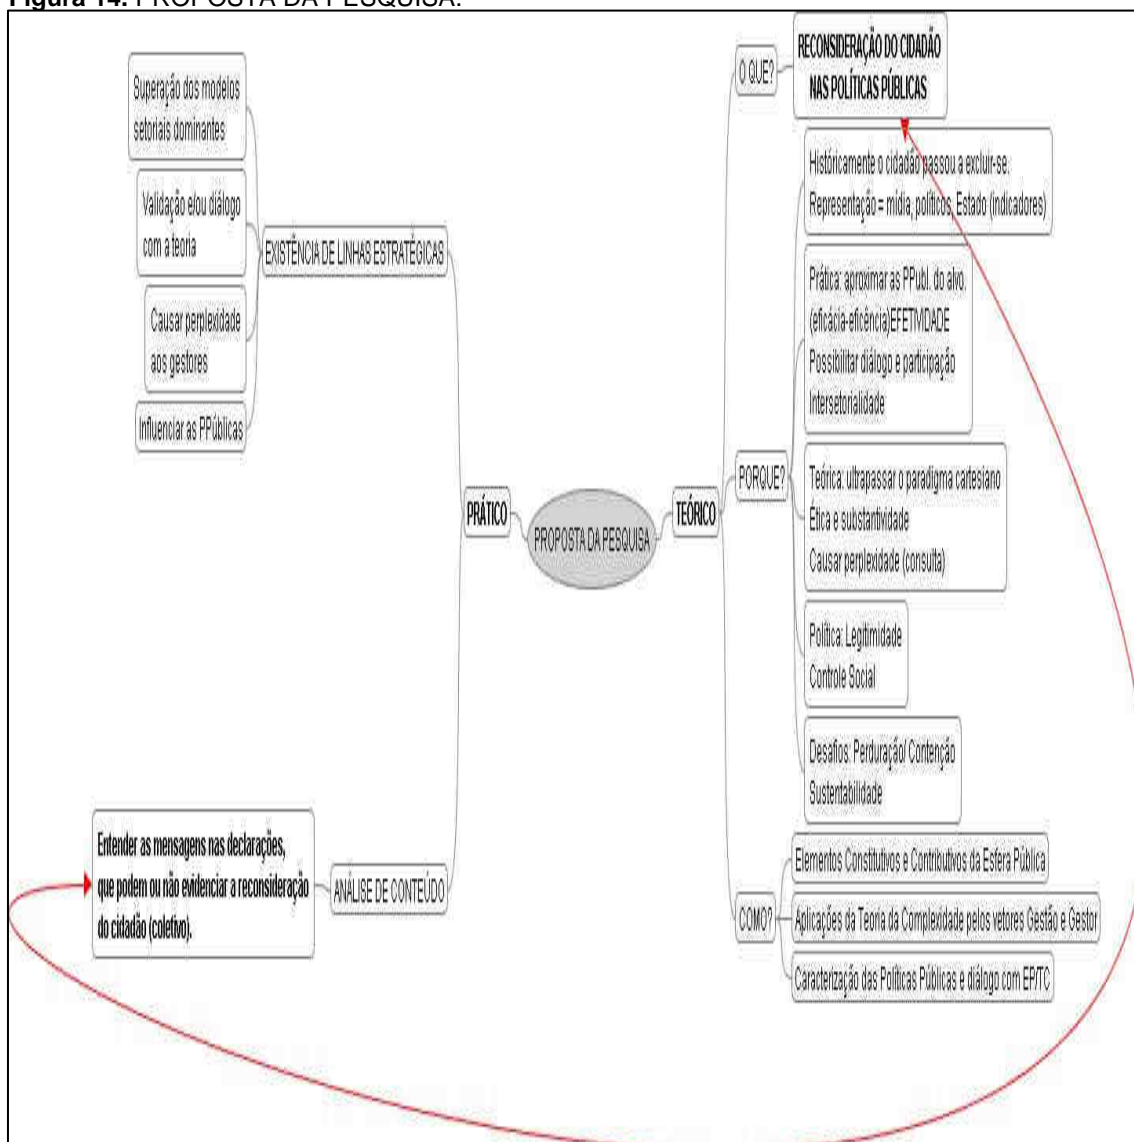 Figura 14. PROPOSTA DA PESQUISA.
Superação dos modelos
setoriais dominantes
Validação e/ou diálogo
com a teoria
Causar perplexidade
aos gestores
Influenciar as PPúblicas
EXISTÊNCIA DE LINHAS ESTRATÉGICAS
PRÁTICO
Entender as mensagens nas declarações,
que podem ou não evidenciar a reconsideração
do cidadão (coletivo).
ANÁLISE DE CONTEÚDO
PROPOSTA DA PESQUISA
TEÓRICO
O QUE?
RECONSIDERAÇÃO DO CIDADÃO
NAS POLÍTICAS PÚBLICAS
PORQUE?
Históricamente o cidadão passou a excluir-se.
Representação = mídia, políticos, Estado (indicadores)
Prática: aproximar as PPubl. do alvo.
(eficácia-eficência)EFETIVIDADE
Possibilitar diálogo e participação
Intersetorialidade
Teórica: ultrapassar o paradigma cartesiano
Ética e substantividade
Causar perplexidade (consulta)
Política: Legitimidade
Controle Social
Desafios: Perduração/ Contenção
Sustentabilidade
COMO?
Elementos Constitutivos e Contributivos da Esfera Pública
Aplicações da Teoria da Complexidade pelos vetores Gestão e Gestor
Caracterização das Políticas Públicas e diálogo com EP/TC